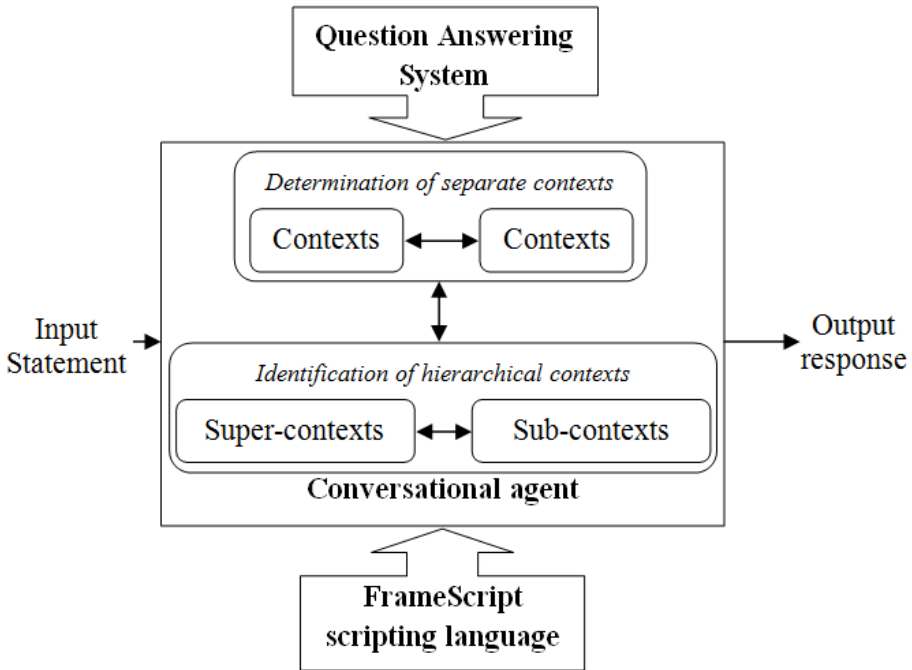 Question Answering
System
Determination of separate contexts
Contexts
Contexts
Input
Statement
Output
response
Identification of hierarchical contexts
Super-contexts
Sub-contexts
Conversational agent
FrameScript
scripting language